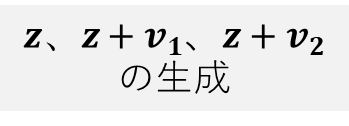 z、z + v₁、z + v₂
の生成